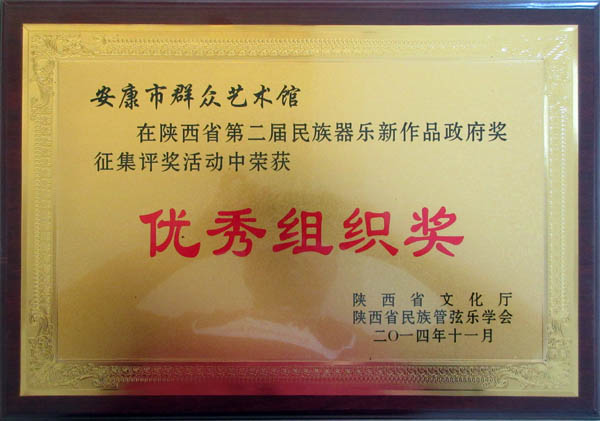 安康市群众艺术馆
在陕西省第二届民族器乐新作品政府奖
征集评奖活动中荣获
优秀组织奖
陕西省文化厅
陕西省民族管弦乐学会
二〇一四年十一月